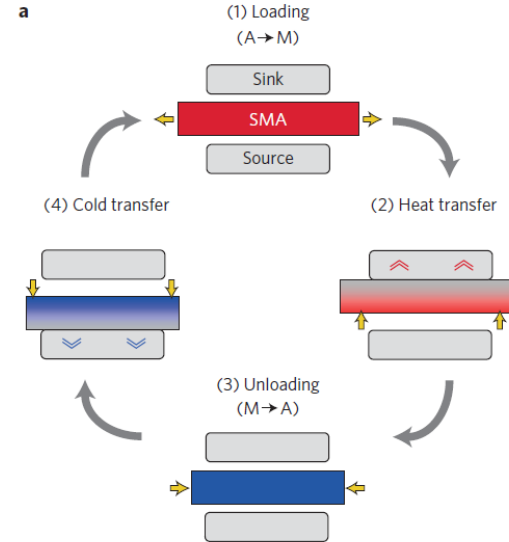 a
(1) Loading
(A→M)
Sink
SMA
Source
(4) Cold transfer
(2) Heat transfer
(3) Unloading
(M→A)